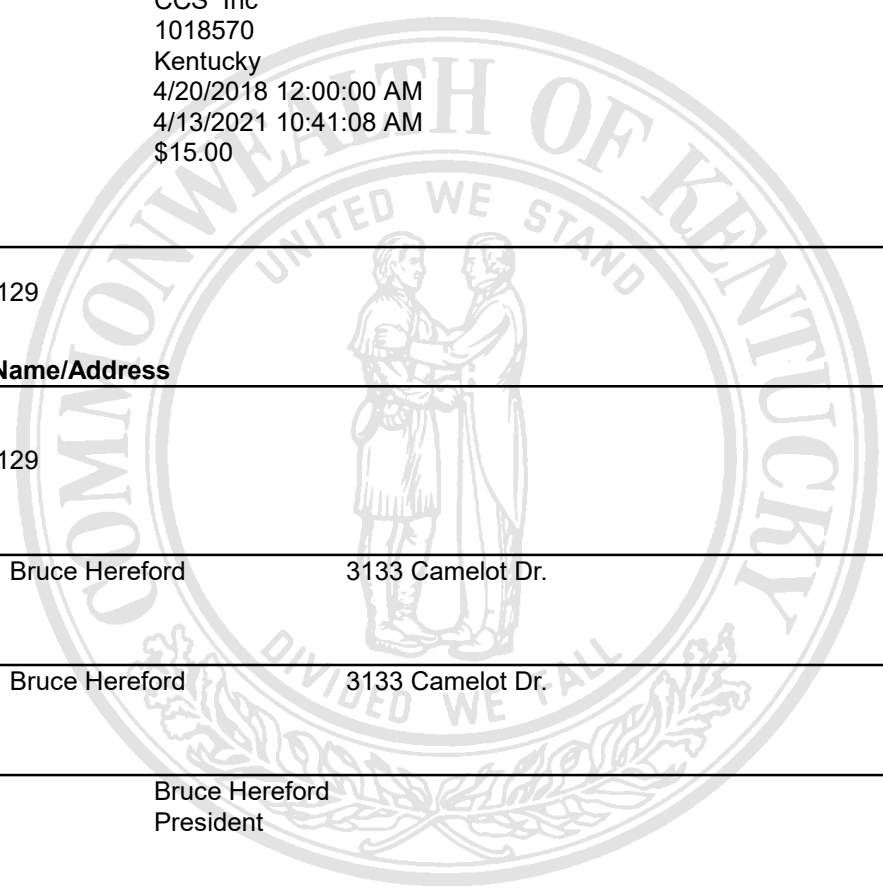 CCS Inc
1018570
Kentucky
4/20/2018 12:00:00 AM
4/13/2021 10:41:08 AM
$15.00
129
Name/Address
129
Bruce Hereford 3133 Camelot Dr.
Bruce Hereford 3133 Camelot Dr.
Bruce Hereford
President
COMMONWEALTH OF KENTUCKY
UNITED WE STAND
DIVIDED WE FALL